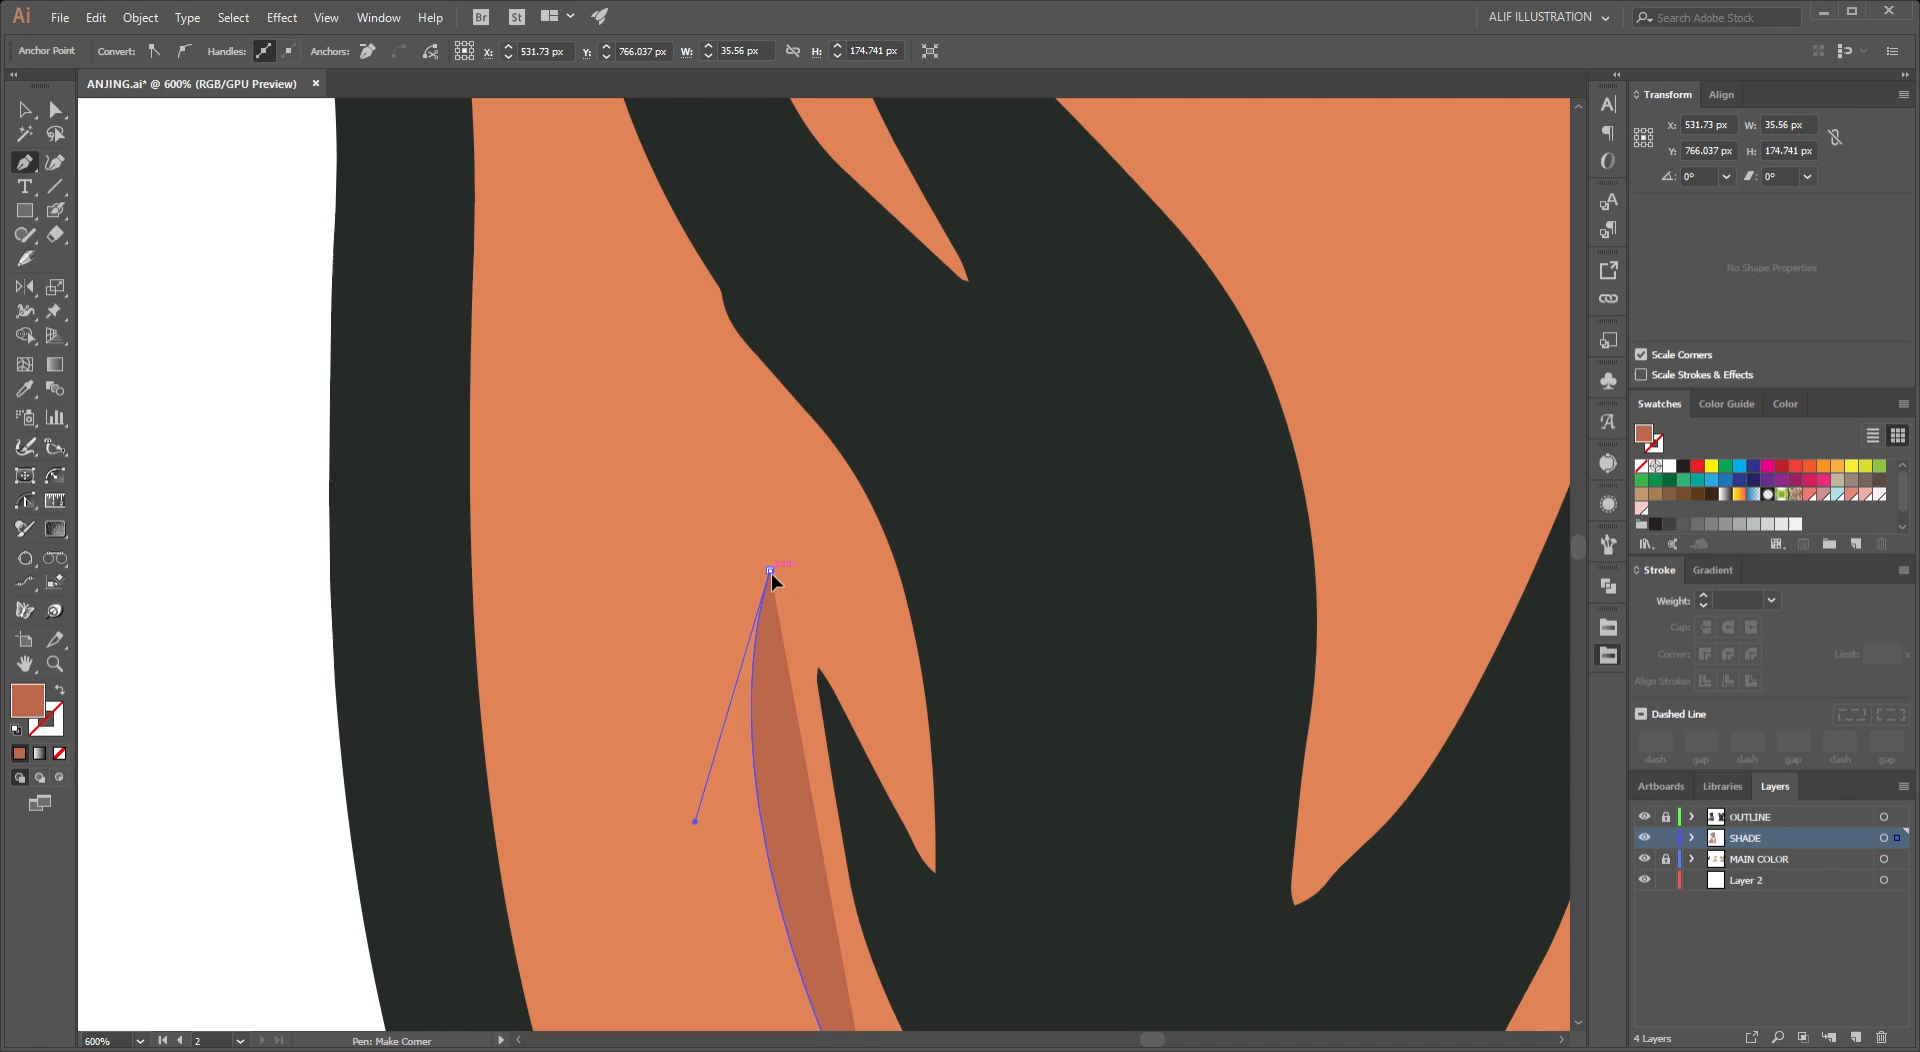 Ai File Edit Object Type Select Effect View Window Help Br St ALIF ILLUSTRATION Search Adobe Stock
Anchor Point Convert: Handles: Anchors: X: 531.73 px Y: 766.037 px W: 35.56 px H: 174.741 px
ANJING.ai* @ 600% (RGB/GPU Preview)
Transform Align
X: 531.73 px W: 35.56 px
Y: 766.037 px H: 174.741 px
0° 0°
No Shape Properties
Scale Corners
Scale Strokes & Effects
Swatches Color Guide Color
Stroke Gradient
Weight:
Cap:
Corner: Limit: x
Align Stroke:
Dashed Line
dash gap dash gap dash gap
Artboards Libraries Layers
OUTLINE
SHADE
MAIN COLOR
Layer 2
4 Layers
600% 2 Pen: Make Corner